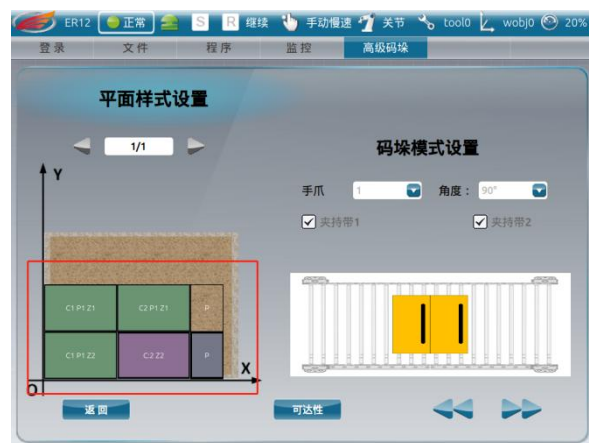 ER12 正常 S R 继续 手动慢速 关节 tool0 wobj0 20%
登录 文件 程序 监控 高级码垛
平面样式设置
1/1
码垛模式设置
Y
手爪 1 角度: 90°
夹持带1 夹持带2
C1 P1 Z1 C2 P1 Z1 P
C1 P1 Z2 C2 Z2 P
X
O
返回 可达性